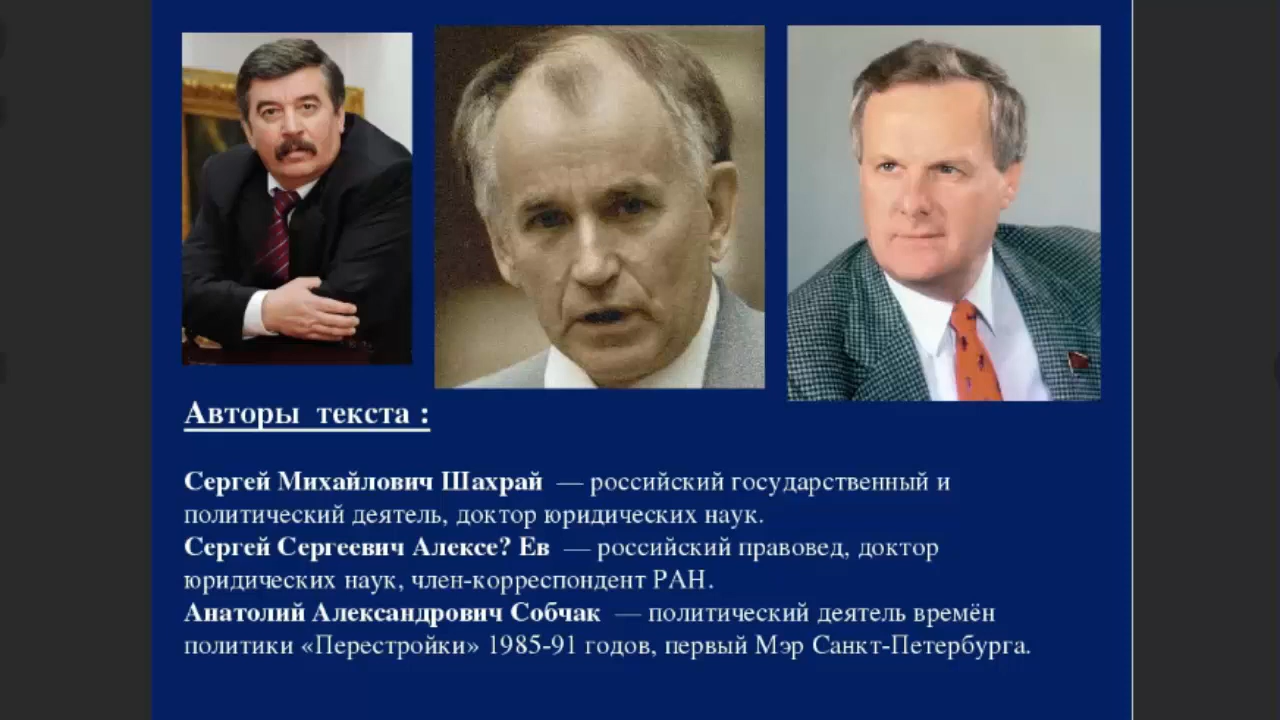 Авторы текста :
Сергей Михайлович Шахрай — российский государственный и
политический деятель, доктор юридических наук.
Сергей Сергеевич Алексе? Ев — российский правовед, доктор
юридических наук, член-корреспондент РАН.
Анатолий Александрович Собчак — политический деятель времён
политики «Перестройки» 1985-91 годов, первый Мэр Санкт-Петербурга.